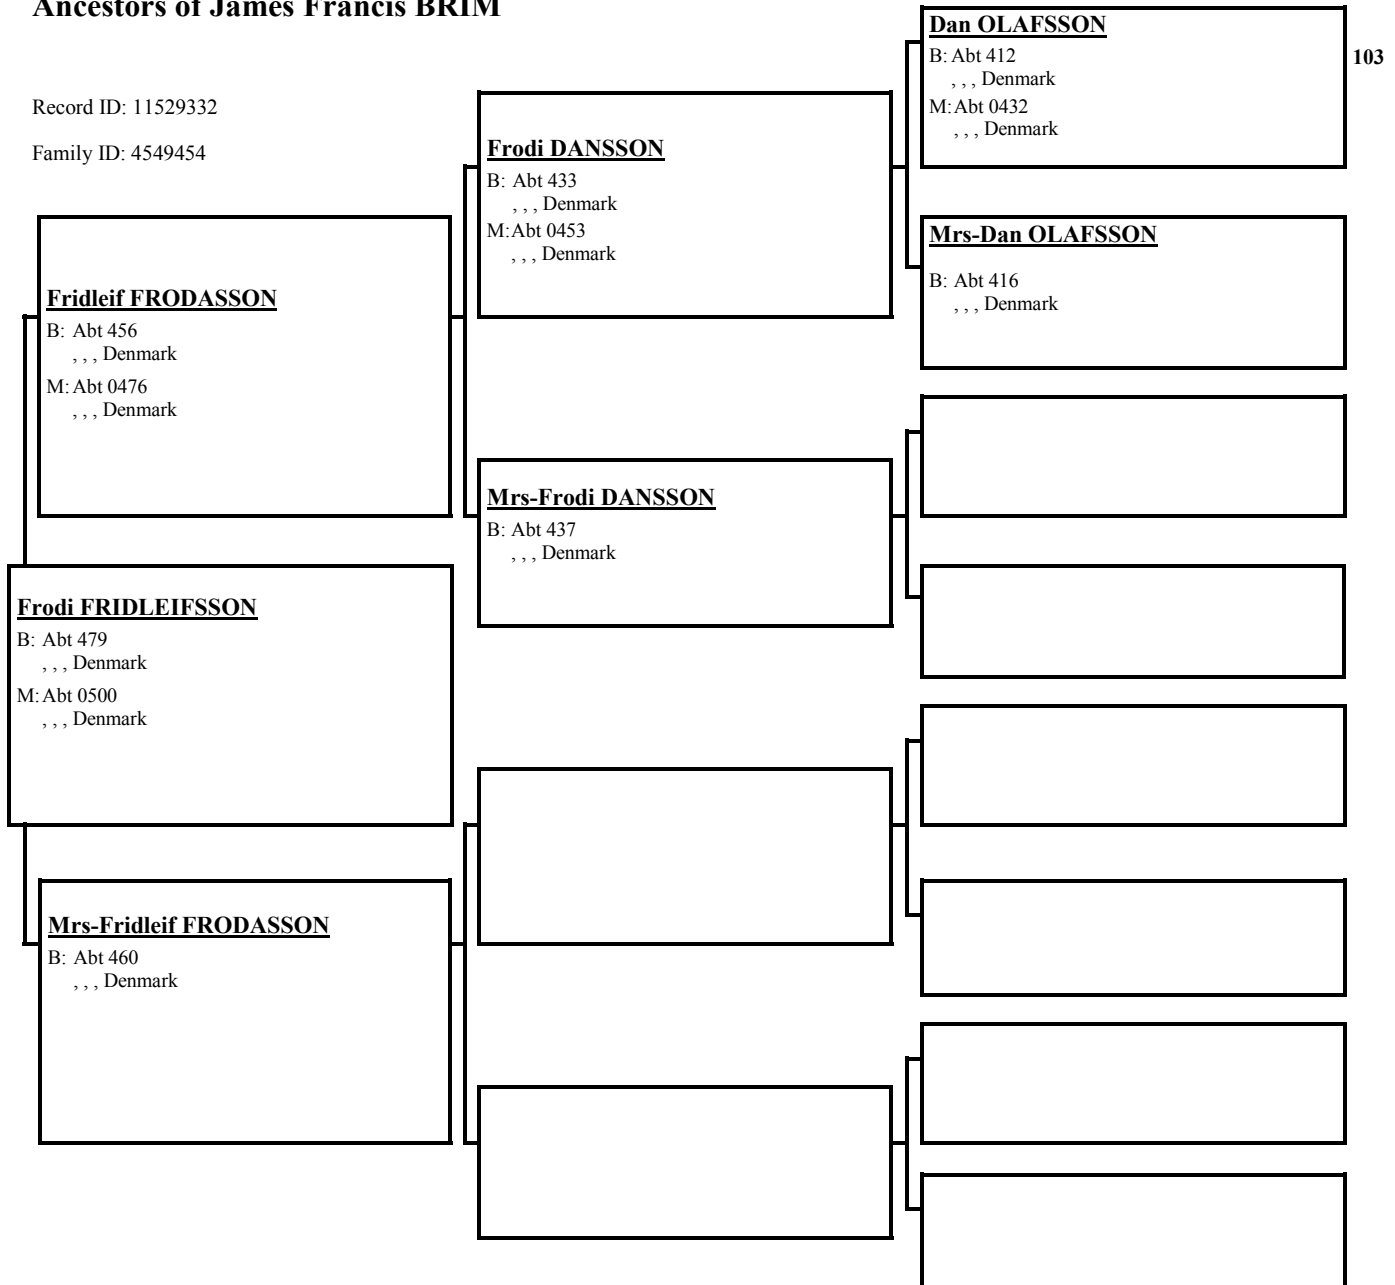 Ancestors of James Francis BRIM
Record ID: 11529332
Family ID: 4549454
103
Dan OLAFSSON
B: Abt 412
, , , Denmark
M: Abt 0432
, , , Denmark
Frodi DANSSON
B: Abt 433
, , , Denmark
M: Abt 0453
, , , Denmark
Mrs-Dan OLAFSSON
B: Abt 416
, , , Denmark
Fridleif FRODASSON
B: Abt 456
, , , Denmark
M: Abt 0476
, , , Denmark
Mrs-Frodi DANSSON
B: Abt 437
, , , Denmark
Frodi FRIDLEIFSSON
B: Abt 479
, , , Denmark
M: Abt 0500
, , , Denmark
Mrs-Fridleif FRODASSON
B: Abt 460
, , , Denmark